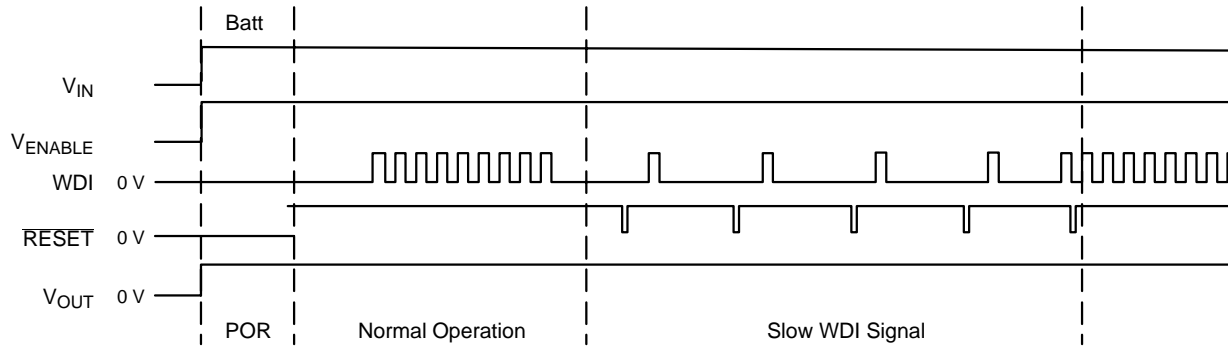 Batt
VIN
VENABLE
WDI 0 V
RESET 0 V
VOUT 0 V
POR Normal Operation Slow WDI Signal